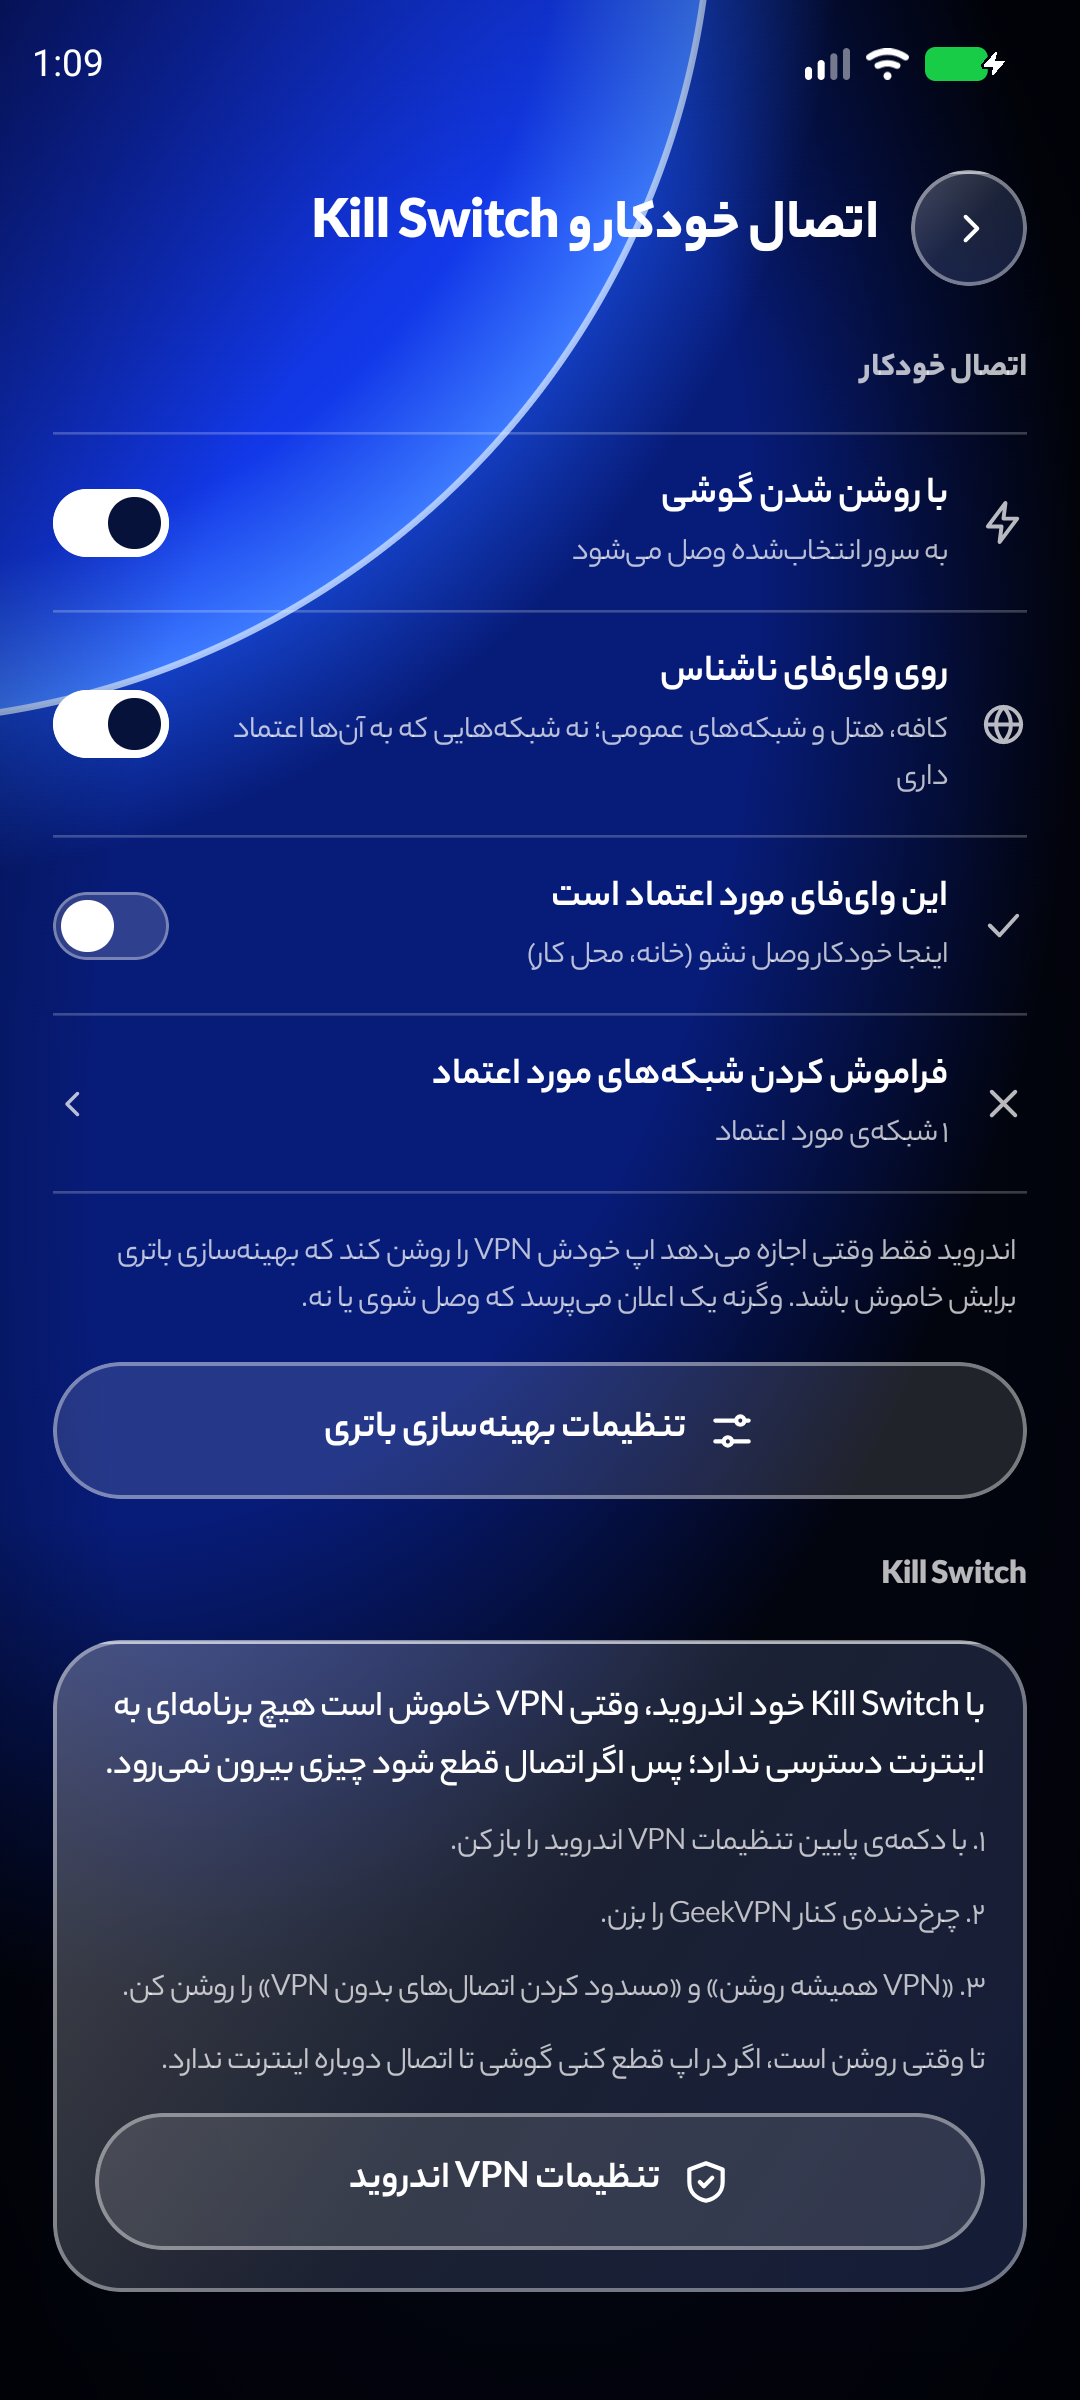 1:09
اتصال خودکار و Kill Switch
اتصال خودکار
با روشن شدن گوشی
به سرور انتخاب‌شده وصل می‌شود
روی وای‌فای ناشناس
کافه، هتل و شبکه‌های عمومی؛ نه شبکه‌هایی که به آن‌ها اعتماد
داری
این وای‌فای مورد اعتماد است
اینجا خودکار وصل نشو (خانه، محل کار)
فراموش کردن شبکه‌های مورد اعتماد
۱ شبکه‌ی مورد اعتماد
اندروید فقط وقتی اجازه می‌دهد اپ خودش VPN را روشن کند که بهینه‌سازی باتری
برایش خاموش باشد. وگرنه یک اعلان می‌پرسد که وصل شوی یا نه.
تنظیمات بهینه‌سازی باتری
Kill Switch
با Kill Switch خود اندروید، وقتی VPN خاموش است هیچ برنامه‌ای به
اینترنت دسترسی ندارد؛ پس اگر اتصال قطع شود چیزی بیرون نمی‌رود.
۱. با دکمه‌ی پایین تنظیمات VPN اندروید را باز کن.
۲. چرخ‌دنده‌ی کنار GeekVPN را بزن.
۳. «VPN همیشه روشن» و «مسدود کردن اتصال‌های بدون VPN» را روشن کن.
تا وقتی روشن است، اگر در اپ قطع کنی گوشی تا اتصال دوباره اینترنت ندارد.
تنظیمات VPN اندروید